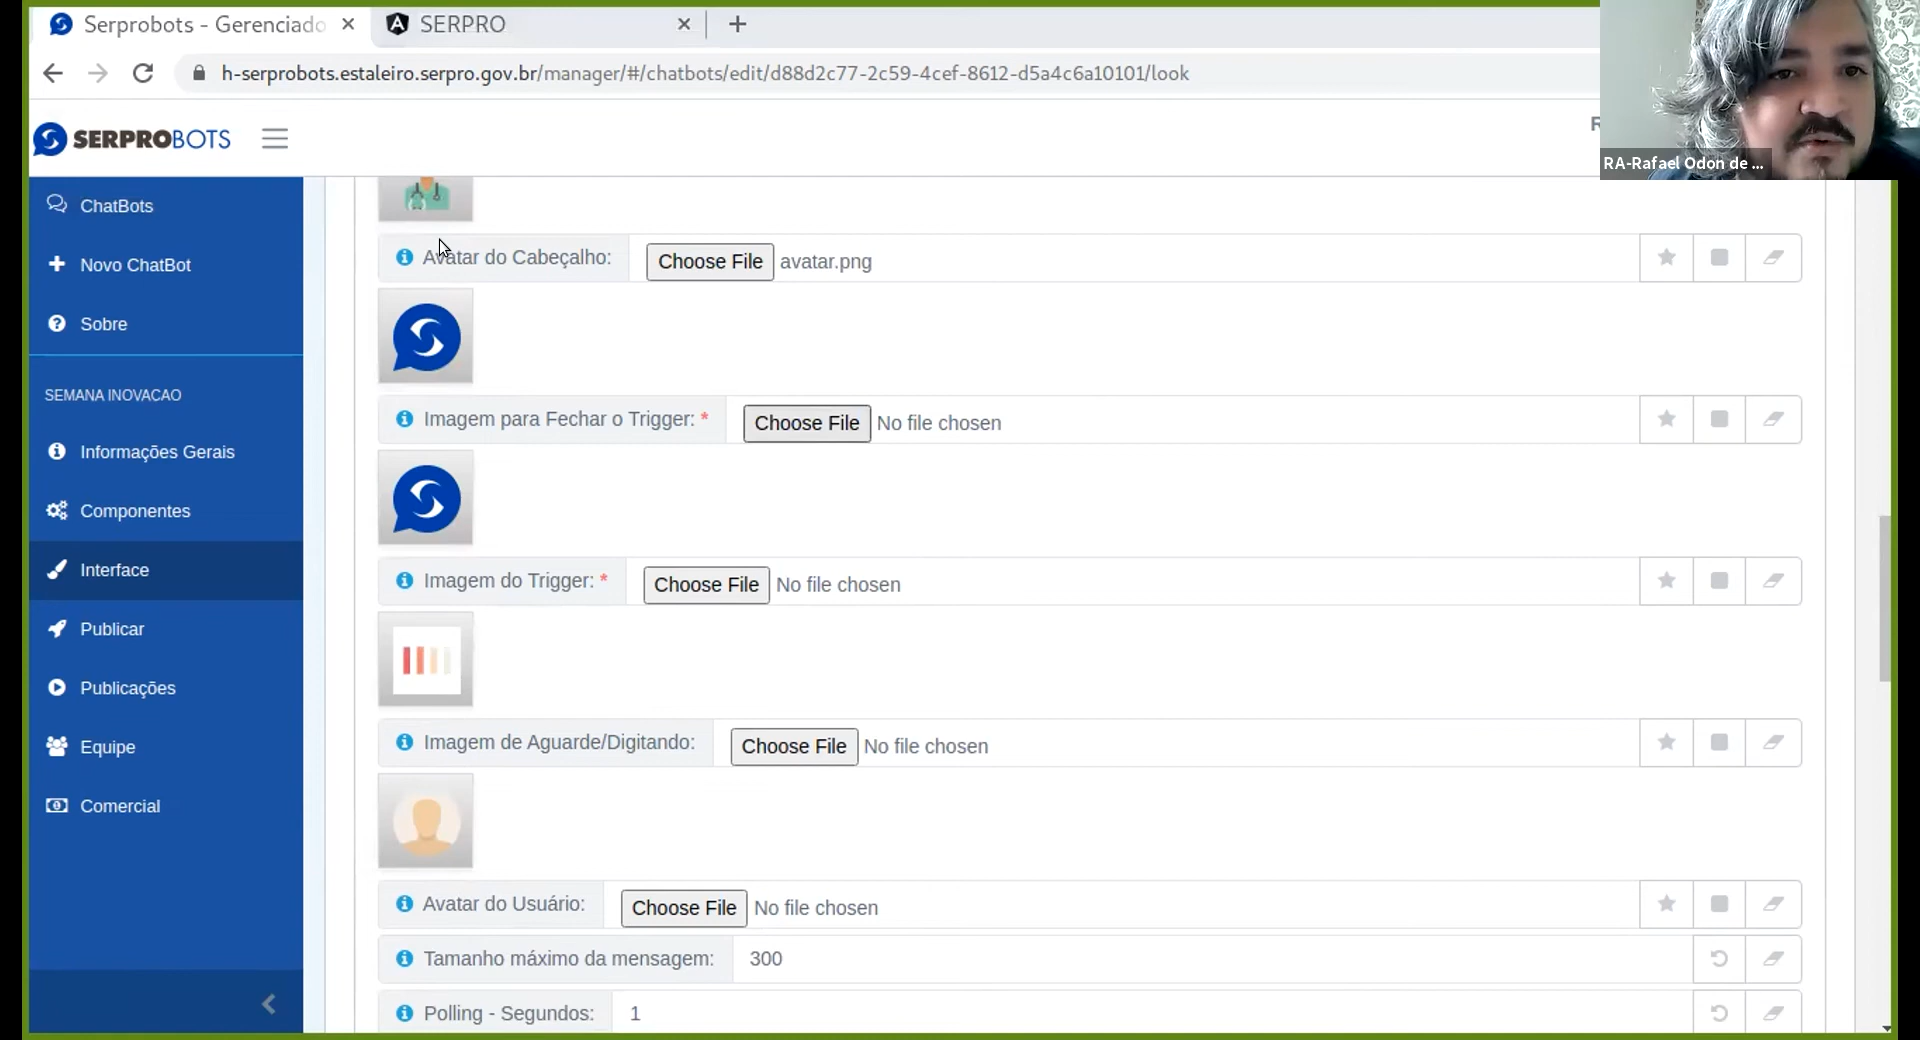 Serprobots - Gerenciado
SERPRO
h-serprobots.estaleiro.serpro.gov.br/manager/#/chatbots/edit/d88d2c77-2c59-4cef-8612-d5a4c6a10101/look
SERPROBOTS
R
RA-Rafael Odon de ...
ChatBots
Novo ChatBot
Sobre
SEMANA INOVACAO
Informações Gerais
Componentes
Interface
Publicar
Publicações
Equipe
Comercial
Avatar do Cabeçalho: Choose File avatar.png
Imagem para Fechar o Trigger: * Choose File No file chosen
Imagem do Trigger: * Choose File No file chosen
Imagem de Aguarde/Digitando: Choose File No file chosen
Avatar do Usuário: Choose File No file chosen
Tamanho máximo da mensagem: 300
Polling - Segundos: 1